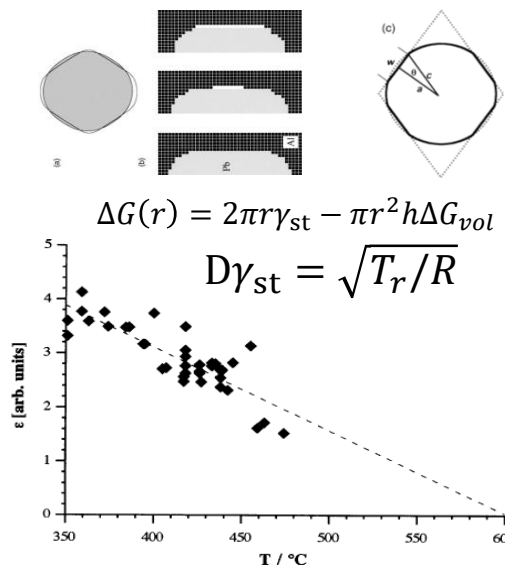 (c)
w
θ
c
a
(a)
(b)
Al
Pb
ΔG(r) = 2πrγ_st − πr²hΔG_vol
Dγ_st = √(T_r/R)
5
4
3
2
1
0
ε [arb. units]
350 400 450 500 550 60
T / °C